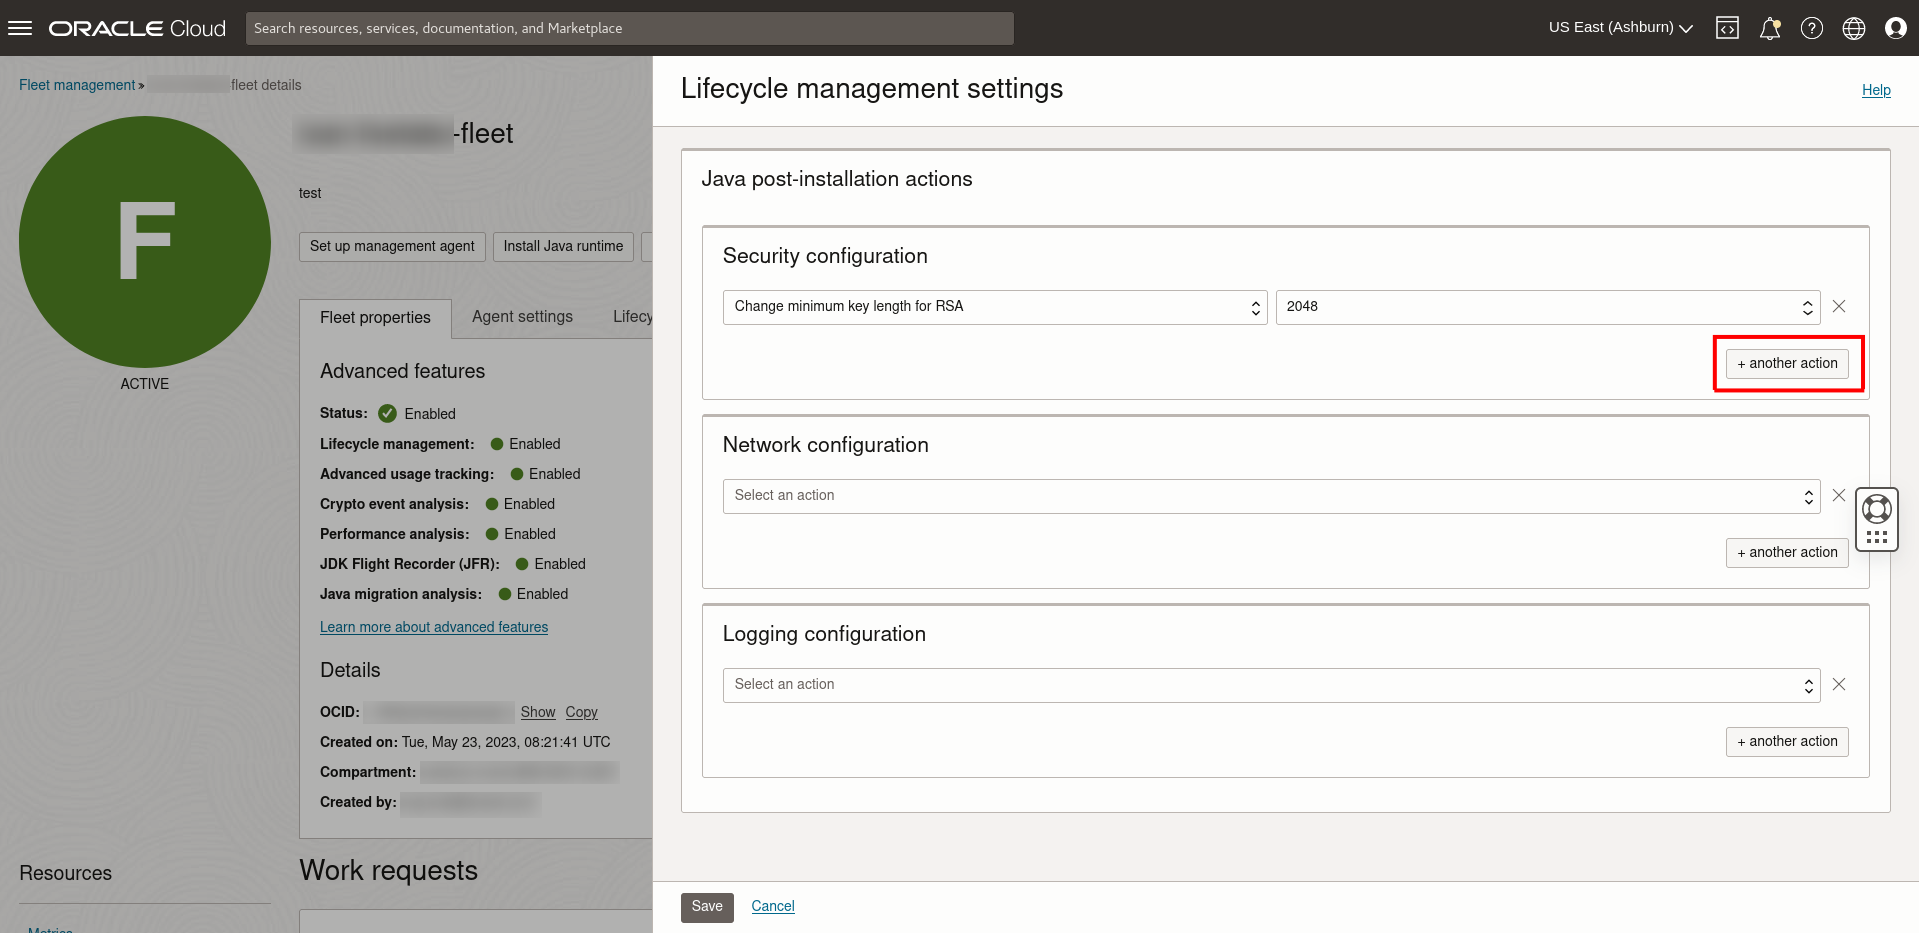 ORACLE Cloud
Search resources, services, documentation, and Marketplace
US East (Ashburn)
Fleet management »
fleet details
F
ACTIVE
-fleet
test
Set up management agent
Install Java runtime
Fleet properties
Agent settings
Lifecy
Advanced features
Status: Enabled
Lifecycle management: Enabled
Advanced usage tracking: Enabled
Crypto event analysis: Enabled
Performance analysis: Enabled
JDK Flight Recorder (JFR): Enabled
Java migration analysis: Enabled
Learn more about advanced features
Details
OCID: Show Copy
Created on: Tue, May 23, 2023, 08:21:41 UTC
Compartment:
Created by:
Resources
Metrics
Work requests
Lifecycle management settings
Help
Java post-installation actions
Security configuration
Change minimum key length for RSA
2048
+ another action
Network configuration
Select an action
+ another action
Logging configuration
Select an action
+ another action
Save
Cancel